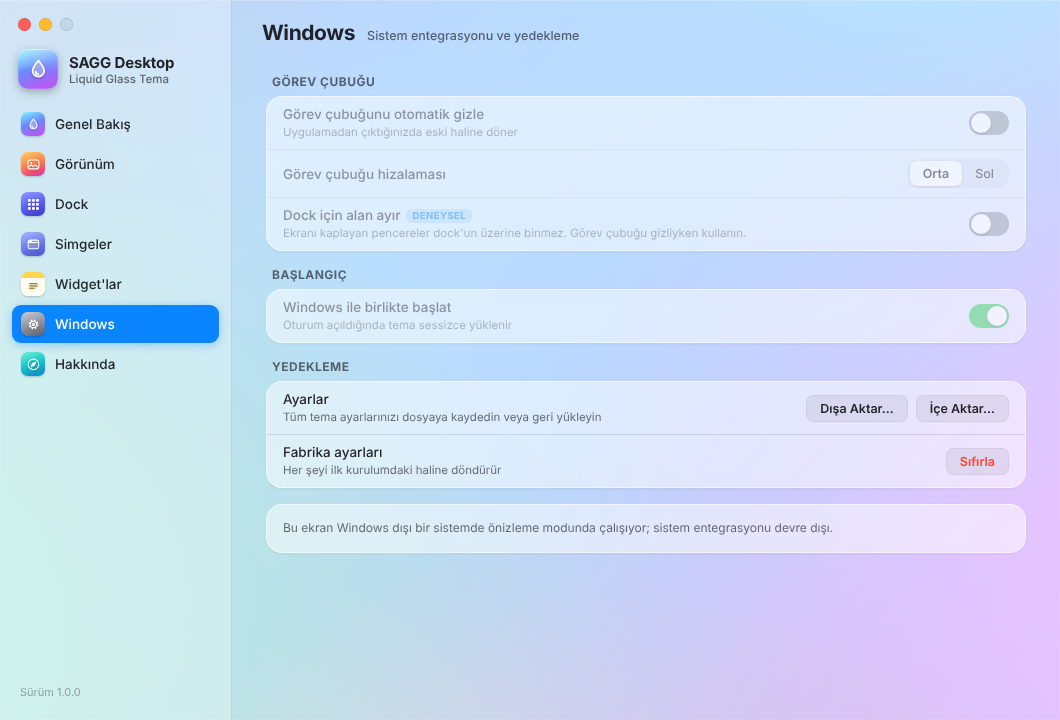 SAGG Desktop
Liquid Glass Tema
Genel Bakış
Görünüm
Dock
Simgeler
Widget'lar
Windows
Hakkında
Sürüm 1.0.0
Windows Sistem entegrasyonu ve yedekleme
GÖREV ÇUBUĞU
Görev çubuğunu otomatik gizle
Uygulamadan çıktığınızda eski haline döner
Görev çubuğu hizalaması
Orta Sol
Dock için alan ayır DENEYSEL
Ekranı kaplayan pencereler dock'un üzerine binmez. Görev çubuğu gizliyken kullanın.
BAŞLANGIÇ
Windows ile birlikte başlat
Oturum açıldığında tema sessizce yüklenir
YEDEKLEME
Ayarlar
Tüm tema ayarlarınızı dosyaya kaydedin veya geri yükleyin
Dışa Aktar... İçe Aktar...
Fabrika ayarları
Her şeyi ilk kurulumdaki haline döndürür
Sıfırla
Bu ekran Windows dışı bir sistemde önizleme modunda çalışıyor; sistem entegrasyonu devre dışı.